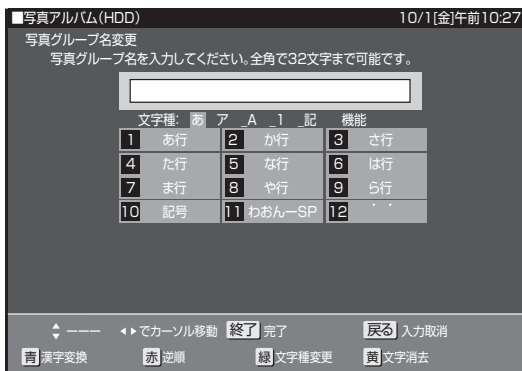 ■写真アルバム(HDD) 10/1[金]午前10:27
写真グループ名変更
写真グループ名を入力してください。全角で32文字まで可能です。
文字種: あ ア _A _1 _記 機能
1 あ行 2 か行 3 さ行
4 た行 5 な行 6 は行
7 ま行 8 や行 9 ら行
10 記号 11 わおんーSP 12 ゛゜
ーーー でカーソル移動 終了 完了 戻る 入力取消
青 漢字変換 赤 逆順 緑 文字種変更 黄 文字消去